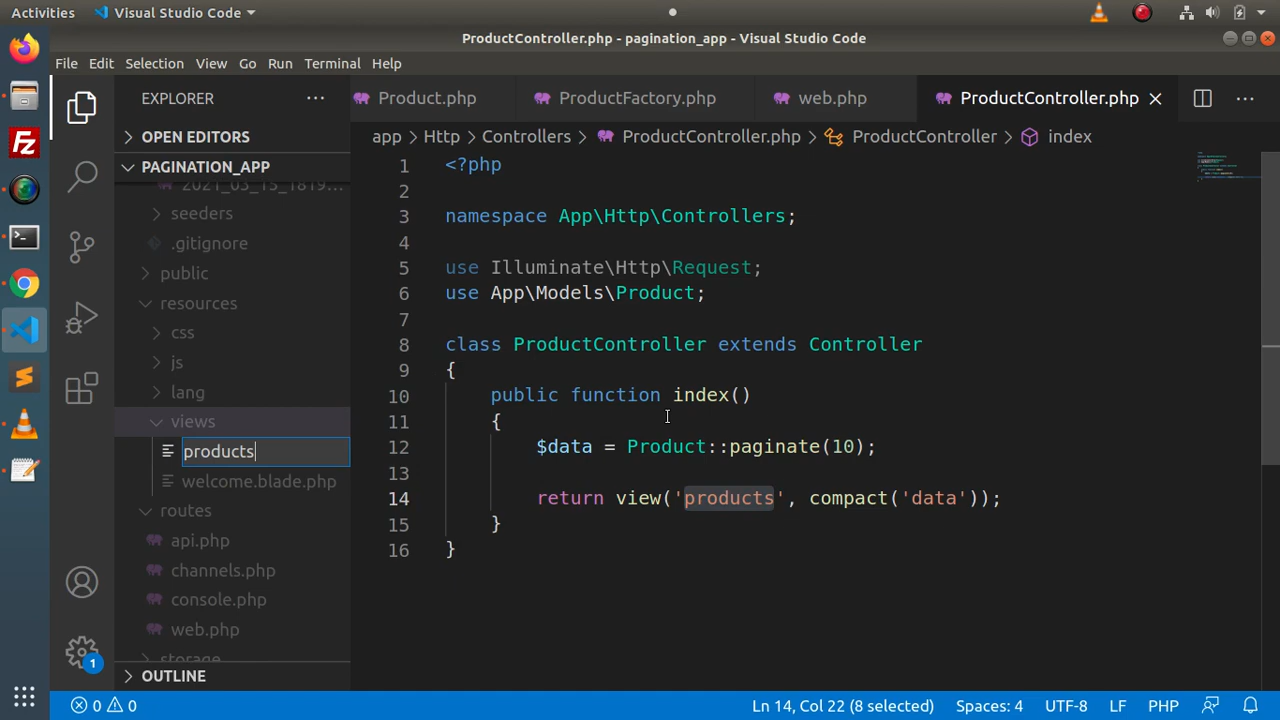 Activities
Visual Studio Code
ProductController.php - pagination_app - Visual Studio Code
File Edit Selection View Go Run Terminal Help
EXPLORER
Product.php
ProductFactory.php
web.php
ProductController.php
OPEN EDITORS
app > Http > Controllers > ProductController.php > ProductController > index
PAGINATION_APP
2021_03_15_1819...
seeders
.gitignore
public
resources
css
js
lang
views
products
welcome.blade.php
routes
api.php
channels.php
console.php
web.php
storage
OUTLINE
1 <?php
2
3 namespace App\Http\Controllers;
4
5 use Illuminate\Http\Request;
6 use App\Models\Product;
7
8 class ProductController extends Controller
9 {
10 public function index()
11 {
12 $data = Product::paginate(10);
13
14 return view('products', compact('data'));
15 }
16 }
1
0 0
Ln 14, Col 22 (8 selected)
Spaces: 4
UTF-8
LF
PHP